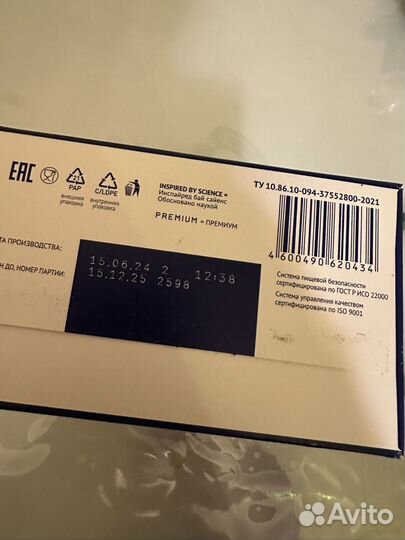 EAC
PAP
внешняя
упаковка
C/LDPE
внутренняя
упаковка
INSPIRED BY SCIENCE =
Инспайред бай сайенс
Обосновано наукой
PREMIUM = ПРЕМИУМ
ТУ 10.86.10-094-37552800-2021
4 600490 620434
Система пищевой безопасности
сертифицирована по ГОСТ Р ИСО 22000
Система управления качеством
сертифицирована по ISO 9001
ТА ПРОИЗВОДСТВА:
Н ДО, НОМЕР ПАРТИИ:
15.06.24 2 12:38
15.12.25 2598
Avito